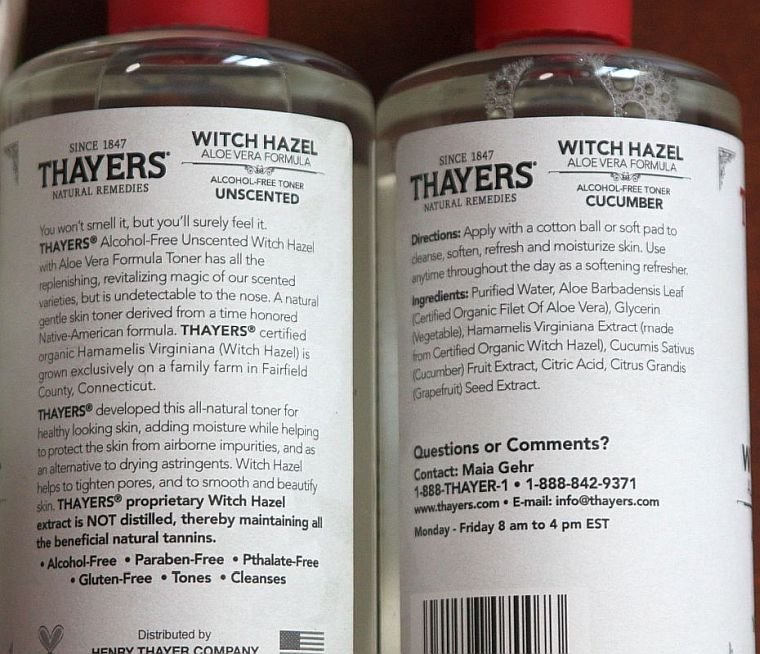 SINCE 1847
THAYERS®
NATURAL REMEDIES
WITCH HAZEL
ALOE VERA FORMULA
ALCOHOL-FREE TONER
UNSCENTED
You won't smell it, but you'll surely feel it.
THAYERS® Alcohol-Free Unscented Witch Hazel
with Aloe Vera Formula Toner has all the
replenishing, revitalizing magic of our scented
varieties, but is undetectable to the nose. A natural
gentle skin toner derived from a time honored
Native-American formula. THAYERS® certified
organic Hamamelis Virginiana (Witch Hazel) is
grown exclusively on a family farm in Fairfield
County, Connecticut.
THAYERS® developed this all-natural toner for
healthy looking skin, adding moisture while helping
to protect the skin from airborne impurities, and as
an alternative to drying astringents. Witch Hazel
helps to tighten pores, and to smooth and beautify
skin. THAYERS® proprietary Witch Hazel
extract is NOT distilled, thereby maintaining all
the beneficial natural tannins.
• Alcohol-Free • Paraben-Free • Pthalate-Free
• Gluten-Free • Tones • Cleanses
Distributed by
HENRY THAYER COMPANY
SINCE 1847
THAYERS®
NATURAL REMEDIES
WITCH HAZEL
ALOE VERA FORMULA
ALCOHOL-FREE TONER
CUCUMBER
Directions: Apply with a cotton ball or soft pad to
cleanse, soften, refresh and moisturize skin. Use
anytime throughout the day as a softening refresher.
Ingredients: Purified Water, Aloe Barbadensis Leaf
(Certified Organic Filet Of Aloe Vera), Glycerin
(Vegetable), Hamamelis Virginiana Extract (made
from Certified Organic Witch Hazel), Cucumis Sativus
(Cucumber) Fruit Extract, Citric Acid, Citrus Grandis
(Grapefruit) Seed Extract.
Questions or Comments?
Contact: Maia Gehr
1-888-THAYER-1 • 1-888-842-9371
www.thayers.com • E-mail: info@thayers.com
Monday - Friday 8 am to 4 pm EST